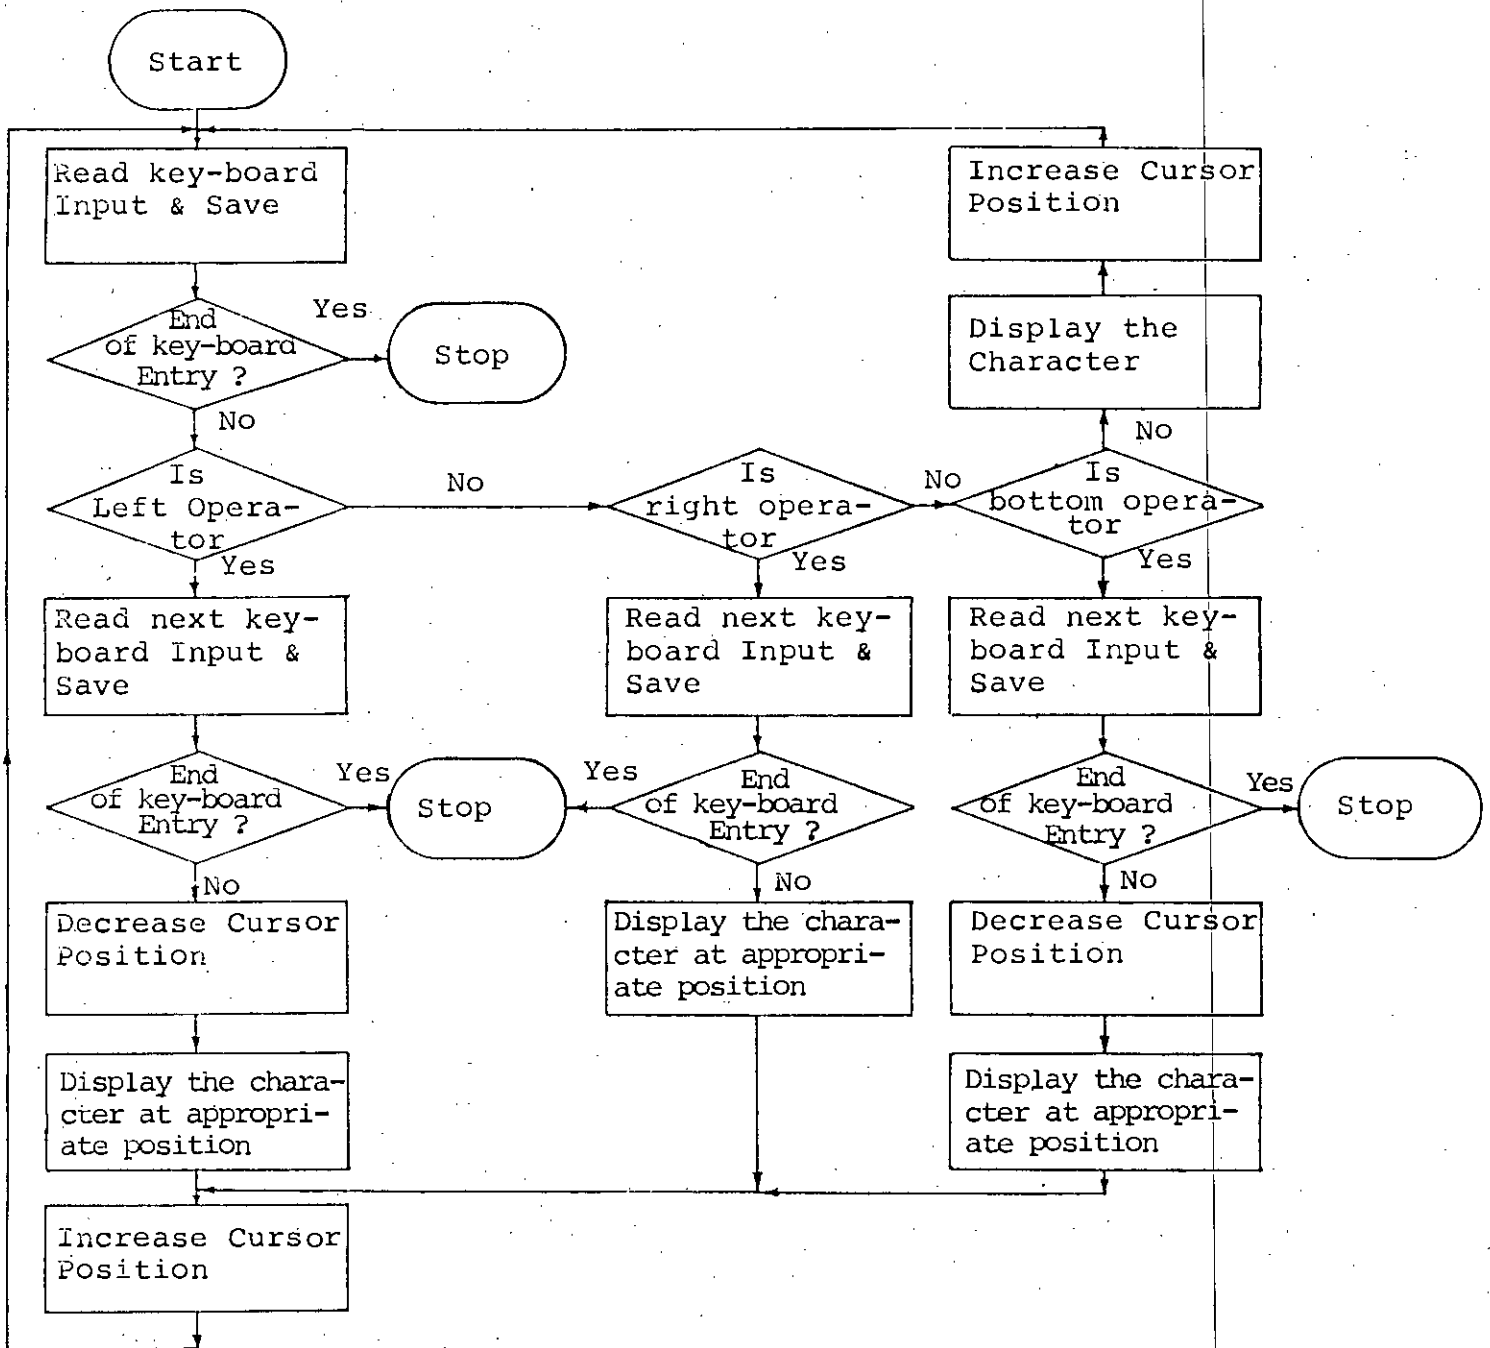 Start
Read key-board
Input & Save
Increase Cursor
Position
End
of key-board
Entry ?
Yes
Stop
Display the
Character
No
No
Is
Left Opera-
tor
No
Is
right opera-
tor
No
Is
bottom opera-
tor
Yes
Yes
Yes
Read next key-
board Input &
Save
Read next key-
board Input &
Save
Read next key-
board Input &
Save
End
of key-board
Entry ?
Yes
Stop
Yes
End
of key-board
Entry ?
End
of key-board
Entry ?
Yes
Stop
No
No
No
Decrease Cursor
Position
Display the chara-
cter at appropri-
ate position
Decrease Cursor
Position
Display the chara-
cter at appropri-
ate position
Display the chara-
cter at appropri-
ate position
Increase Cursor
Position